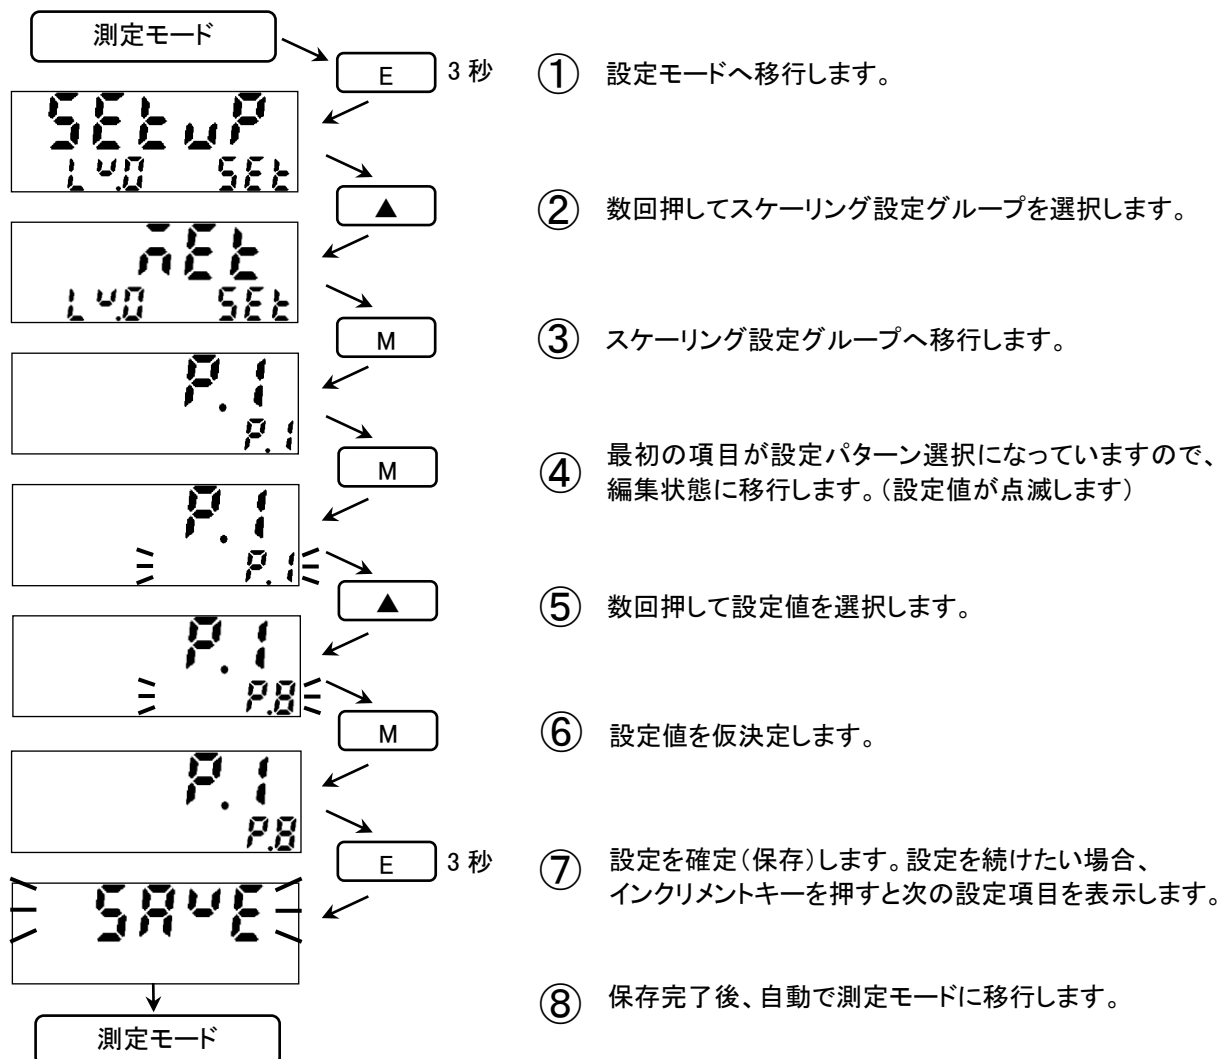 測定モード
E 3秒 ① 設定モードへ移行します。
SEtuP
Lv.0 SEt
▲ ② 数回押してスケーリング設定グループを選択します。
mEt
Lv.0 SEt
M ③ スケーリング設定グループへ移行します。
P.1
P.1
M ④ 最初の項目が設定パターン選択になっていますので、
編集状態に移行します。(設定値が点滅します)
P.1
P.1
▲ ⑤ 数回押して設定値を選択します。
P.1
P.8
M ⑥ 設定値を仮決定します。
P.1
P.8
E 3秒 ⑦ 設定を確定(保存)します。設定を続けたい場合、
インクリメントキーを押すと次の設定項目を表示します。
SAvE
⑧ 保存完了後、自動で測定モードに移行します。
測定モード